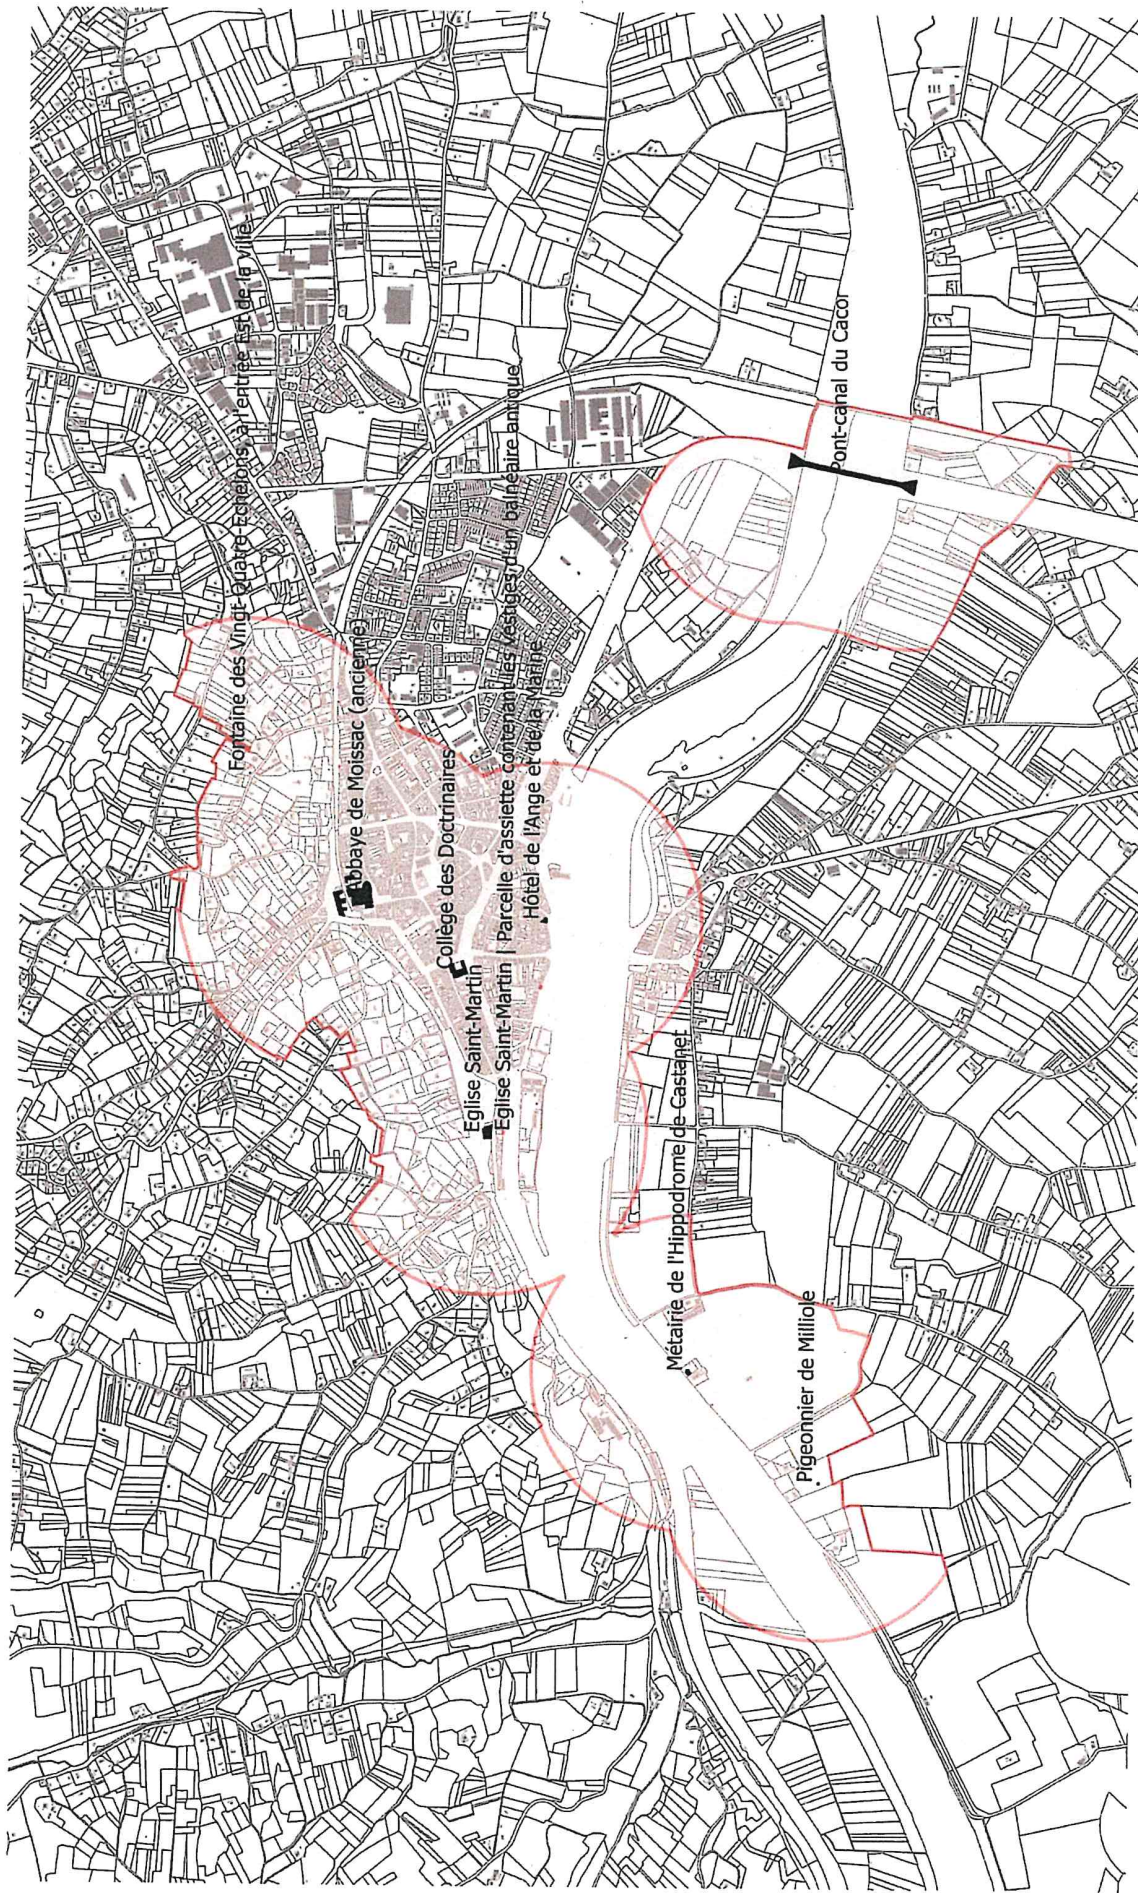 Fontaine des Vingt-Quatre-Echelons à l'entrée Est de la ville
Abbaye de Moissac (ancienne)
Collège des Doctrinaires
Eglise Saint-Martin
Eglise Saint-Martin | Parcelle d'assiette contenant les vestiges d'un balnéaire antique
Hôtel de l'Ange et de la Marine
Pont-canal du Cacor
Métairie de l'Hippodrome de Castanet
Pigeonnier de Milliole